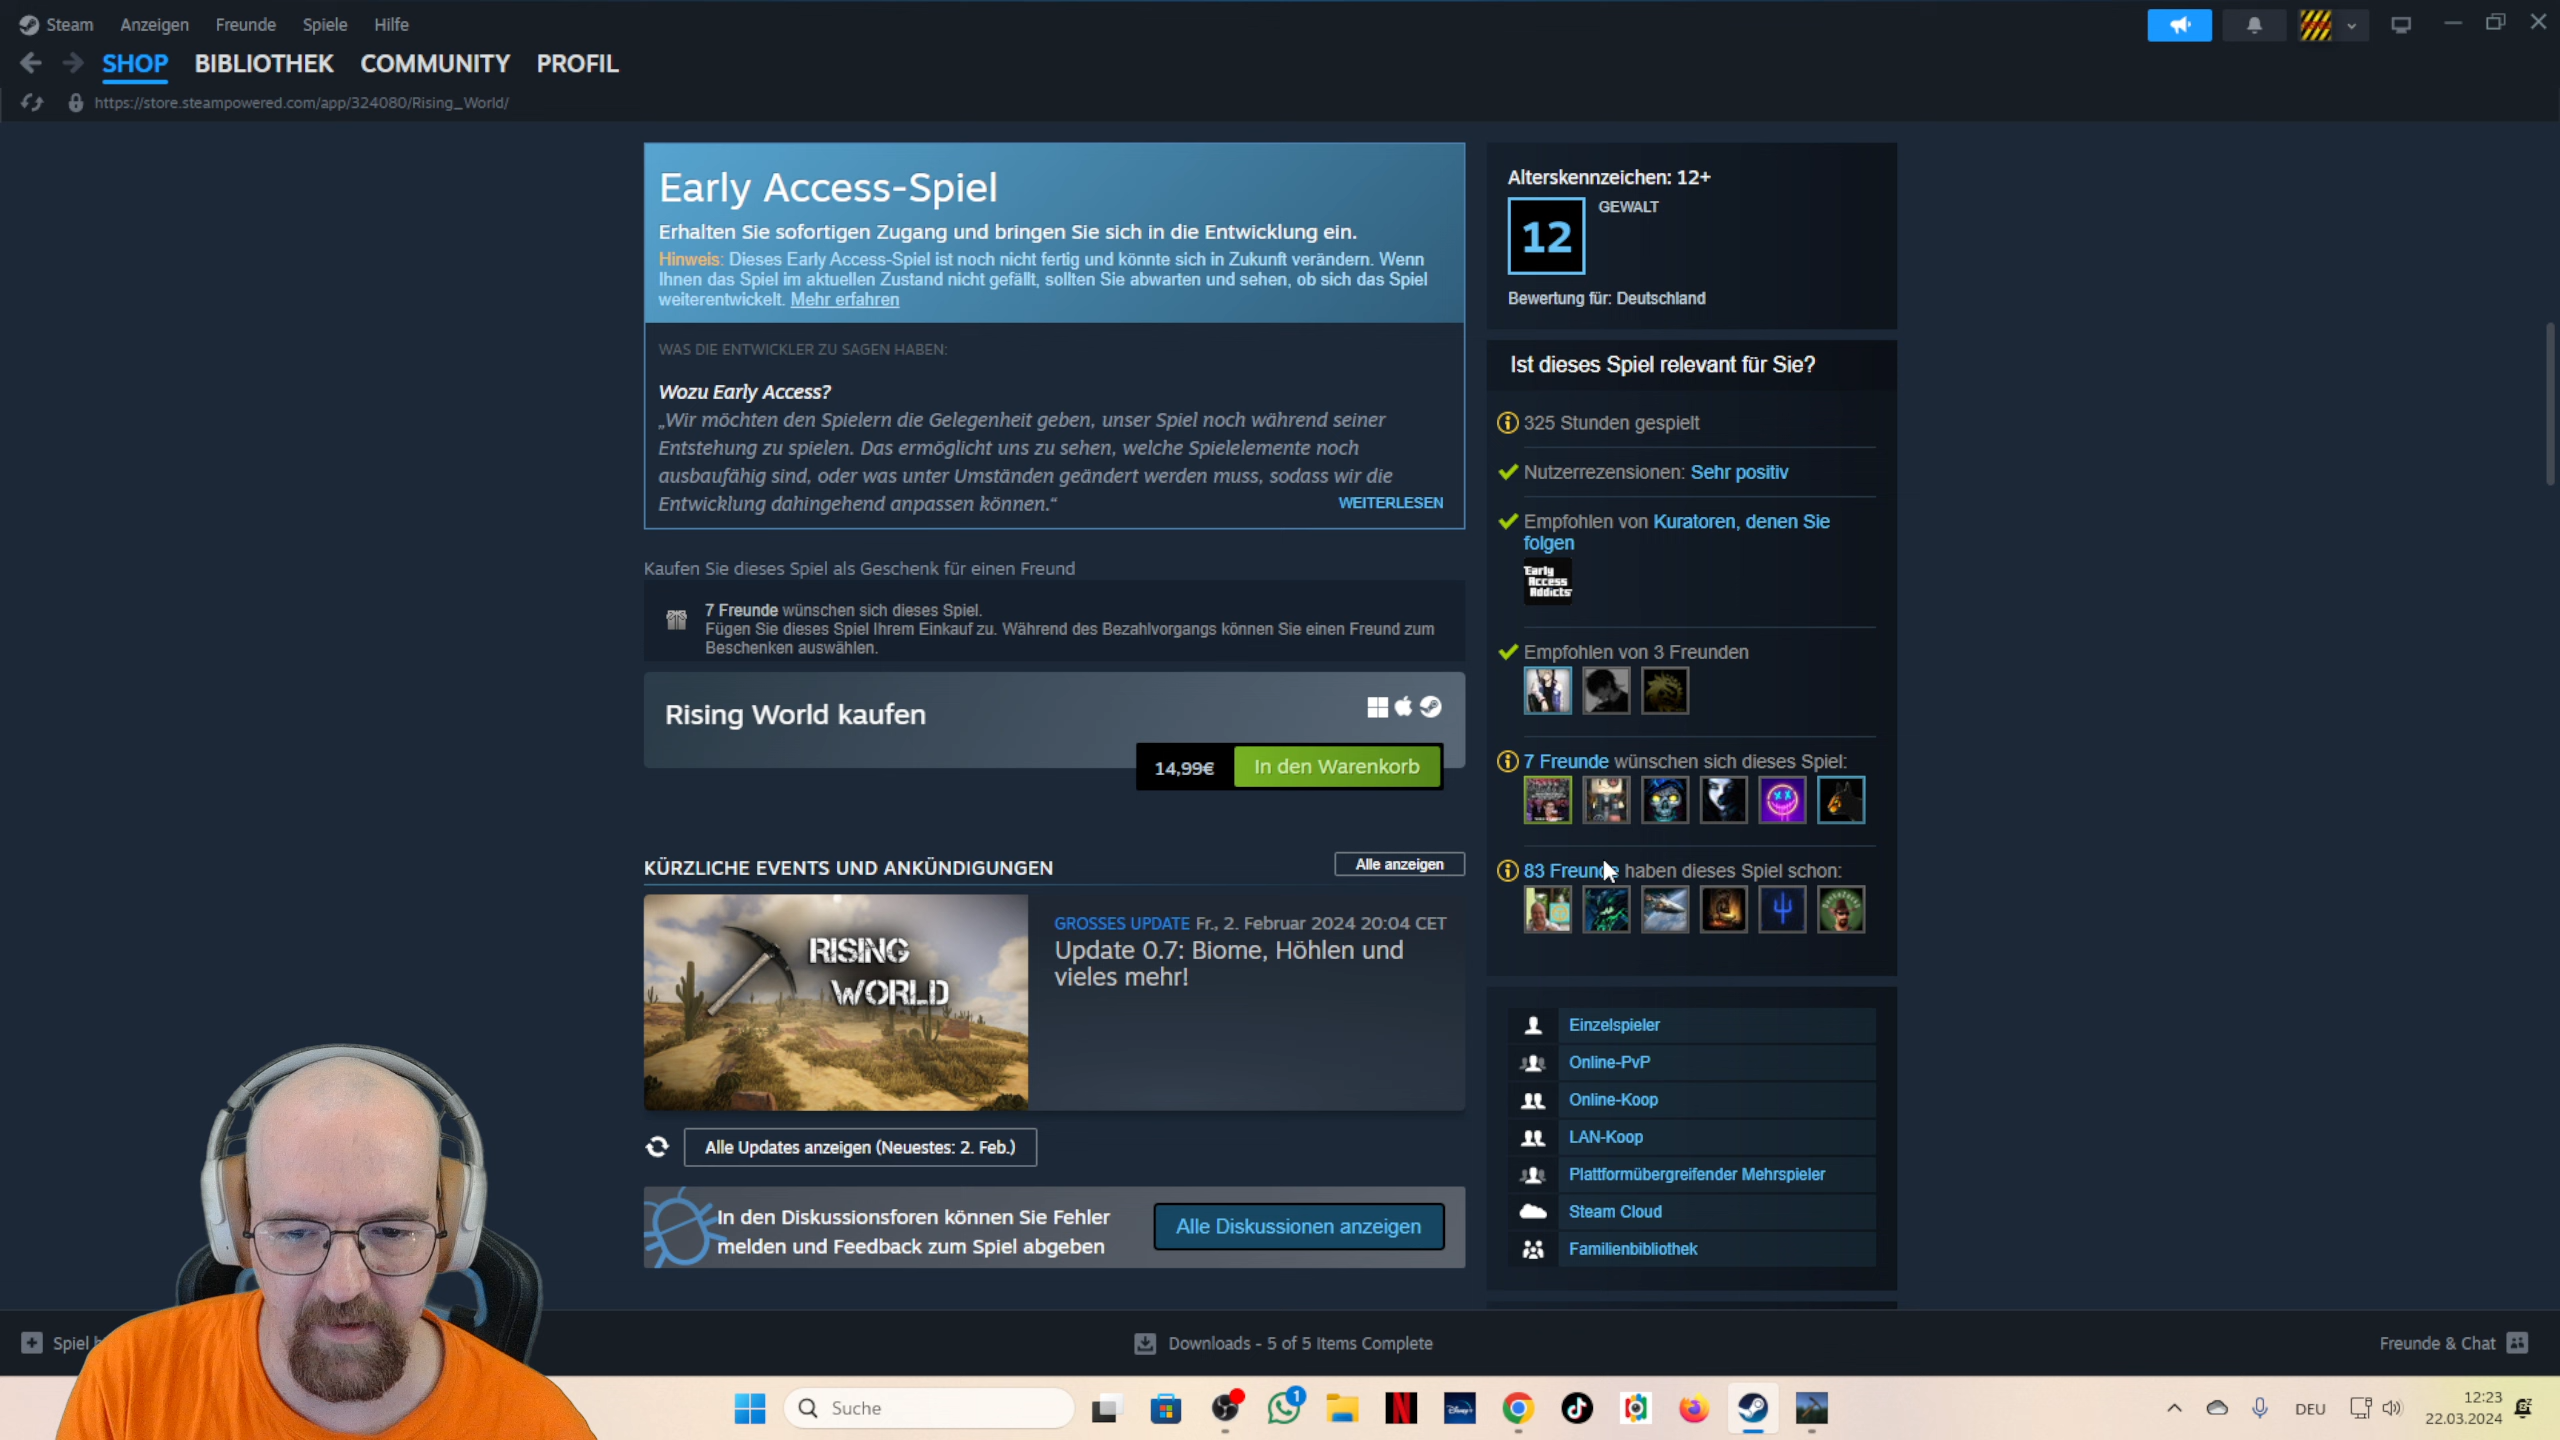 Steam Anzeigen Freunde Spiele Hilfe
SHOP BIBLIOTHEK COMMUNITY PROFIL
https://store.steampowered.com/app/324080/Rising_World/
Early Access-Spiel
Erhalten Sie sofortigen Zugang und bringen Sie sich in die Entwicklung ein.
Hinweis: Dieses Early Access-Spiel ist noch nicht fertig und könnte sich in Zukunft verändern. Wenn
Ihnen das Spiel im aktuellen Zustand nicht gefällt, sollten Sie abwarten und sehen, ob sich das Spiel
weiterentwickelt. Mehr erfahren
WAS DIE ENTWICKLER ZU SAGEN HABEN:
Wozu Early Access?
„Wir möchten den Spielern die Gelegenheit geben, unser Spiel noch während seiner
Entstehung zu spielen. Das ermöglicht uns zu sehen, welche Spielelemente noch
ausbaufähig sind, oder was unter Umständen geändert werden muss, sodass wir die
Entwicklung dahingehend anpassen können.“
WEITERLESEN
Kaufen Sie dieses Spiel als Geschenk für einen Freund
7 Freunde wünschen sich dieses Spiel.
Fügen Sie dieses Spiel Ihrem Einkauf zu. Während des Bezahlvorgangs können Sie einen Freund zum
Beschenken auswählen.
Rising World kaufen
14,99€ In den Warenkorb
KÜRZLICHE EVENTS UND ANKÜNDIGUNGEN
Alle anzeigen
RISING
WORLD
GROSSES UPDATE Fr., 2. Februar 2024 20:04 CET
Update 0.7: Biome, Höhlen und
vieles mehr!
Alle Updates anzeigen (Neuestes: 2. Feb.)
In den Diskussionsforen können Sie Fehler
melden und Feedback zum Spiel abgeben
Alle Diskussionen anzeigen
Alterskennzeichen: 12+
12
GEWALT
Bewertung für: Deutschland
Ist dieses Spiel relevant für Sie?
325 Stunden gespielt
Nutzerrezensionen: Sehr positiv
Empfohlen von Kuratoren, denen Sie
folgen
Early
Access
Addicts
Empfohlen von 3 Freunden
7 Freunde wünschen sich dieses Spiel:
83 Freunde haben dieses Spiel schon:
Einzelspieler
Online-PvP
Online-Koop
LAN-Koop
Plattformübergreifender Mehrspieler
Steam Cloud
Familienbibliothek
Spiel
Downloads - 5 of 5 Items Complete
Freunde & Chat
Suche
1
N
Disney+
DEU
12:23
22.03.2024